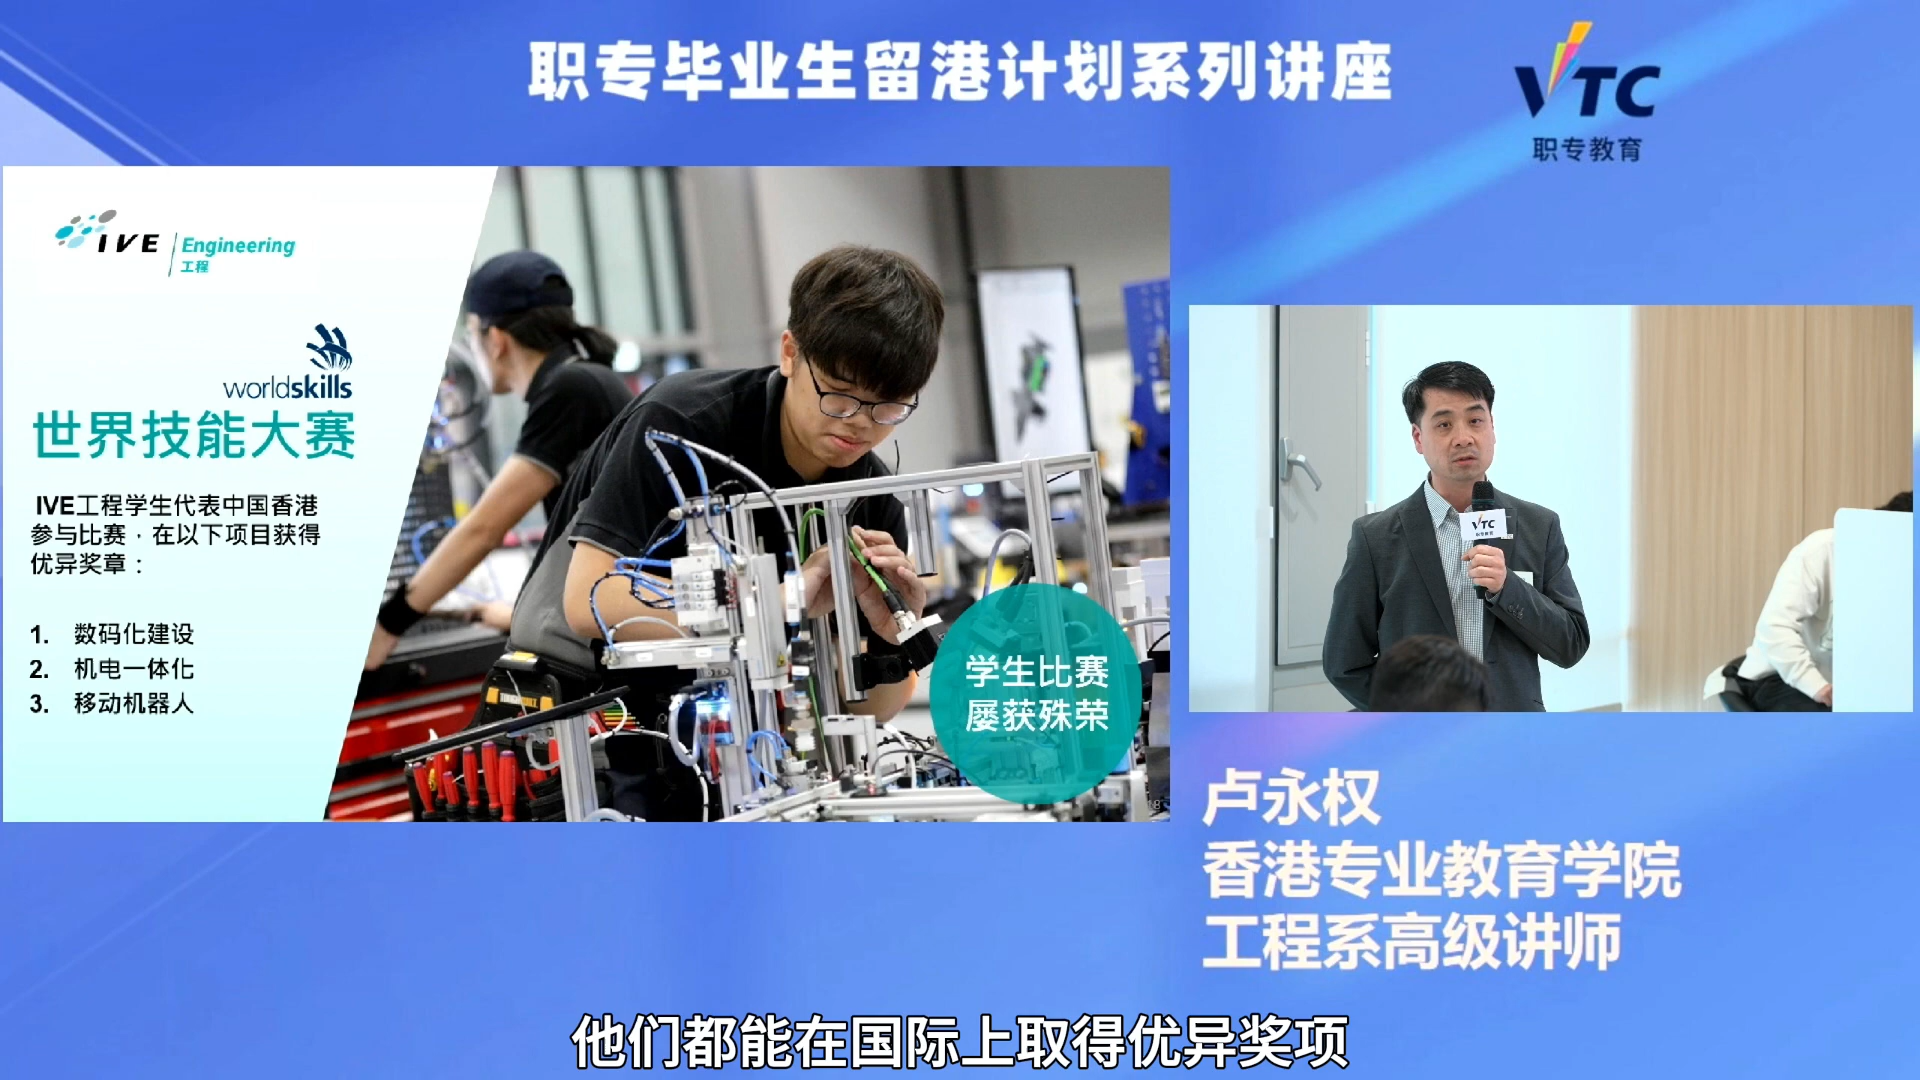 职专毕业生留港计划系列讲座
VTC
职专教育
IVE Engineering
工程
worldskills
世界技能大赛
IVE工程学生代表中国香港
参与比赛，在以下项目获得
优异奖章：
1. 数码化建设
2. 机电一体化
3. 移动机器人
学生比赛
屡获殊荣
18
VTC
职专教育
卢永权
香港专业教育学院
工程系高级讲师
他们都能在国际上取得优异奖项